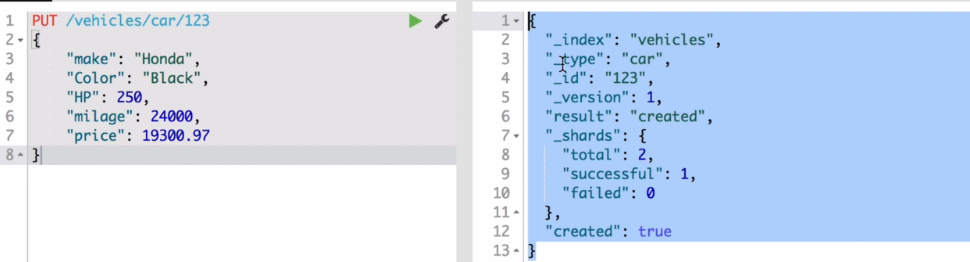 1 PUT /vehicles/car/123
2 {
3 "make": "Honda",
4 "Color": "Black",
5 "HP": 250,
6 "milage": 24000,
7 "price": 19300.97
8 }
1 {
2 "_index": "vehicles",
3 "_type": "car",
4 "_id": "123",
5 "_version": 1,
6 "result": "created",
7 "_shards": {
8 "total": 2,
9 "successful": 1,
10 "failed": 0
11 },
12 "created": true
13 }